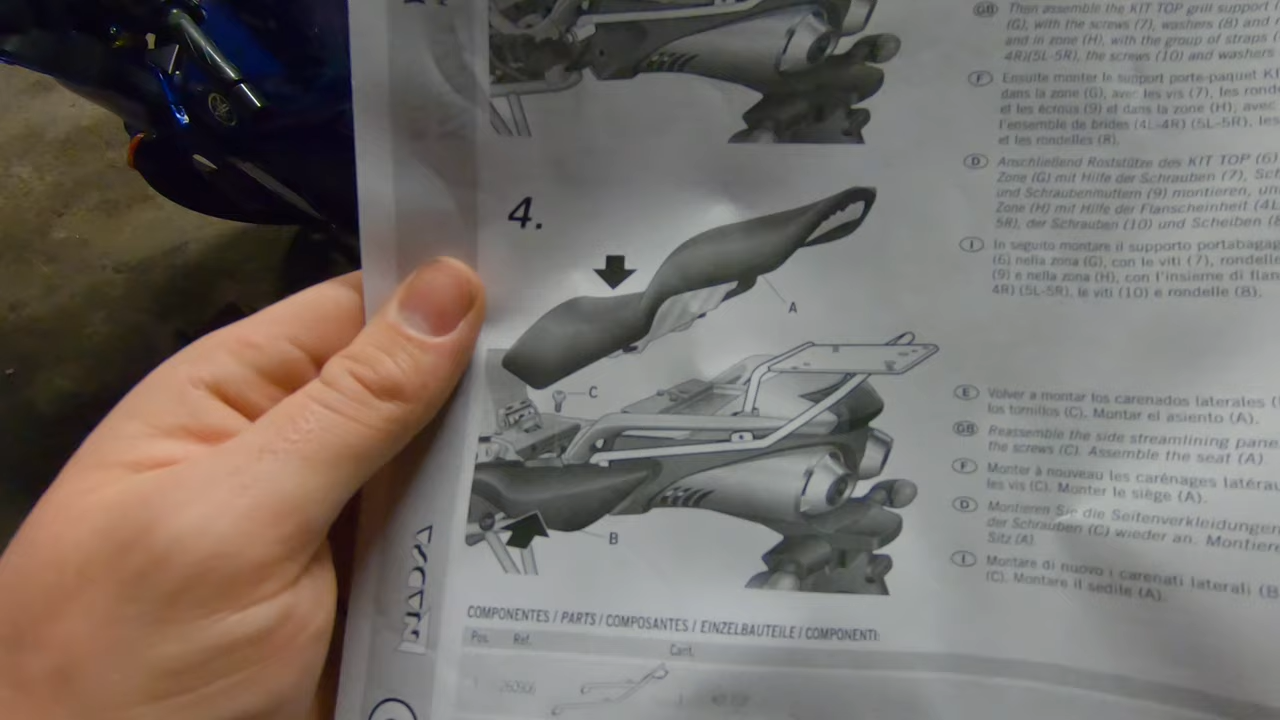 GB Then assemble the KIT TOP grill support
(G), with the screws (7), washers (8) and
and in zone (H), with the group of straps
4R)(5L-5R), the screws (10) and washers
F Ensuite monter le support porte-paquet
dans la zone (G), avec les vis (7), les
et les écrous (9) et dans la zone (H), avec
l'ensemble de brides (4L-4R) (5L-5R), les
et les rondelles (8).
D Anschließend Roststütze des KIT TOP (6)
Zone (G) mit Hilfe der Schrauben (7),
und Schraubenmuttern (9) montieren,
Zone (H) mit Hilfe der Flanscheinheit (4L
5R), der Schrauben (10) und Scheiben
I In seguito montare il supporto
(6) nella zona (G), con le viti (7),
(9) e nella zona (H), con l'insieme di
4R) (5L-5R), le viti (10) e rondelle (8).
4.
A
C
B
E Volver a montar los carenados laterales
los tornillos (C). Montar el asiento (A).
GB Reassemble the side streamlining
the screws (C). Assemble the seat (A)
F Monter à nouveau les carénages
les vis (C). Monter le siège (A).
D Montieren Sie die Seitenverkleidungen
der Schrauben (C) wieder an.
Sitz (A).
I Montare di nuovo i carenati laterali (B
(C). Montare il sedile (A).
COMPONENTES / PARTS / COMPOSANTES / EINZELBAUTEILE / COMPONENTI:
Pos. Ref. Cant.
1 260906 1